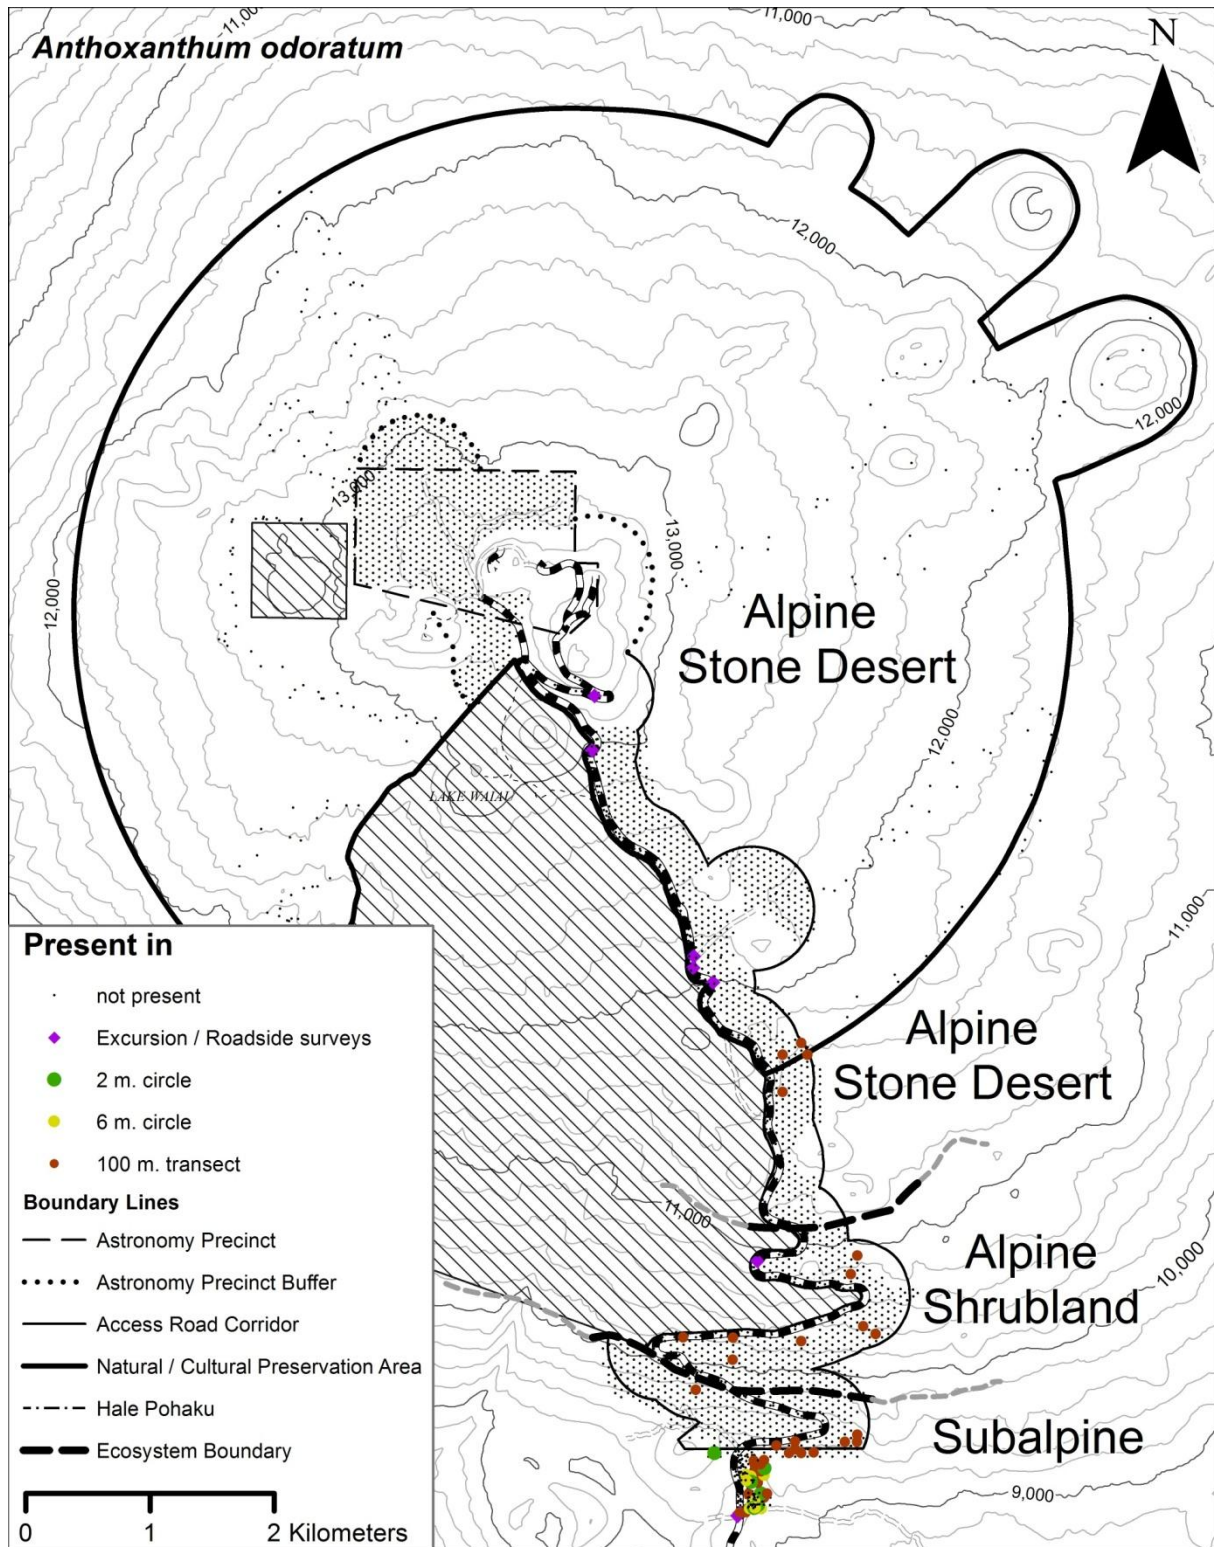 11,000
11,000
N
Anthoxanthum odoratum
12,000
12,000
13,000
13,000
12,000
Alpine
Stone Desert
12,000
LAKE WAIAU
11,000
Present in
not present
Excursion / Roadside surveys
2 m. circle
6 m. circle
100 m. transect
Boundary Lines
Astronomy Precinct
Astronomy Precinct Buffer
Access Road Corridor
Natural / Cultural Preservation Area
Hale Pohaku
Ecosystem Boundary
0 1 2 Kilometers
Alpine
Stone Desert
11,000
Alpine
Shrubland
10,000
Subalpine
9,000